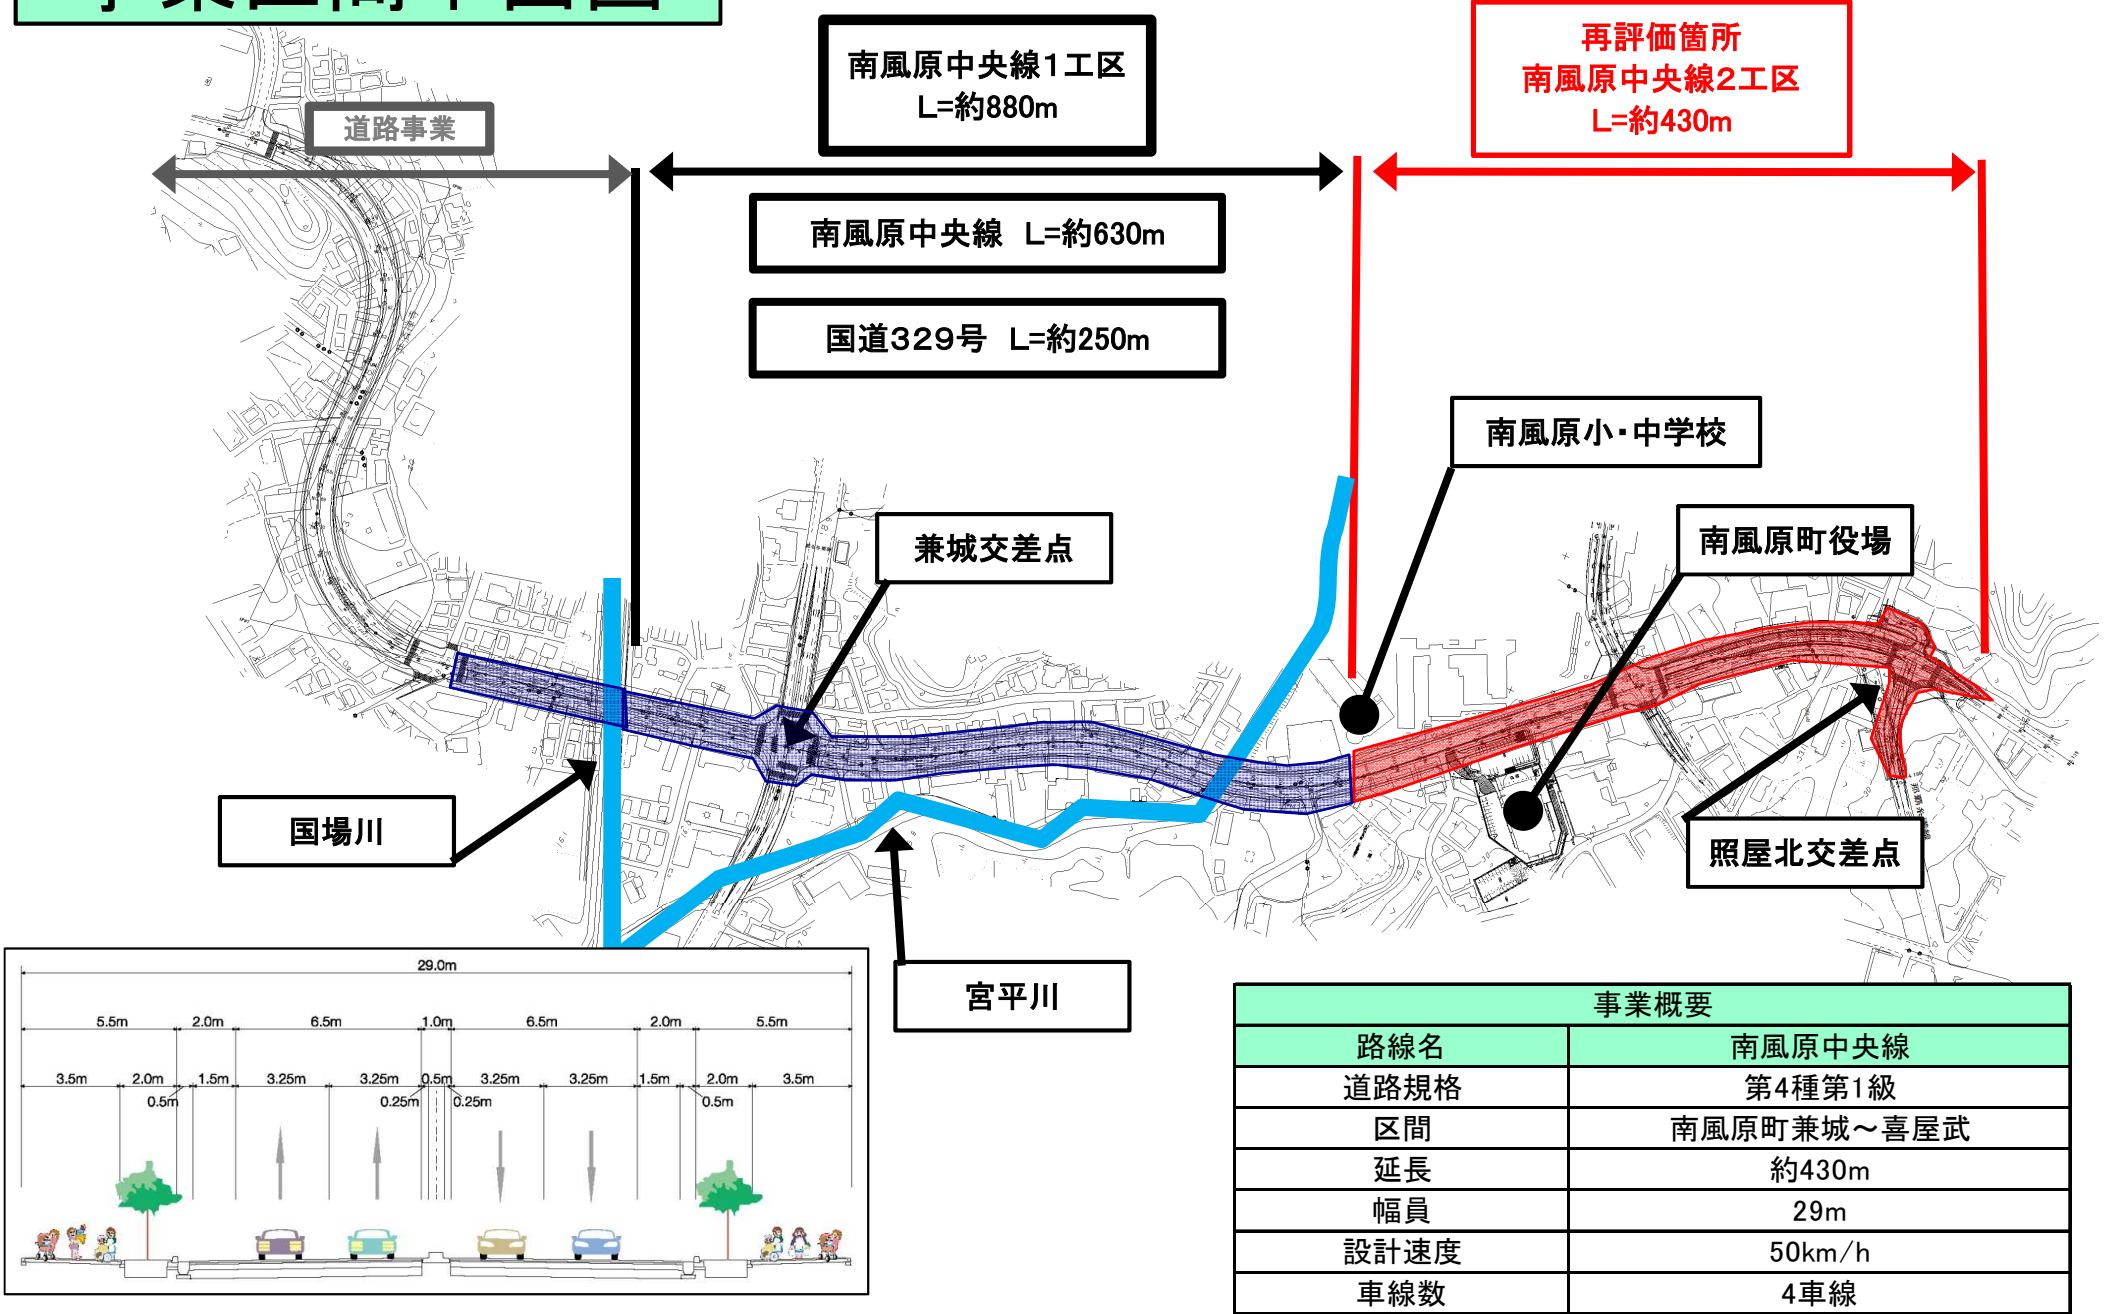 南風原中央線1工区
L=約880m
再評価箇所
南風原中央線2工区
L=約430m
道路事業
南風原中央線 L=約630m
国道329号 L=約250m
南風原小・中学校
南風原町役場
兼城交差点
国場川
照屋北交差点
宮平川
29.0m
5.5m 2.0m 6.5m 1.0m 6.5m 2.0m 5.5m
3.5m 2.0m 1.5m 3.25m 3.25m 0.5m 3.25m 3.25m 1.5m 2.0m 3.5m
0.5m 0.25m 0.25m 0.5m
事業概要
路線名 南風原中央線
道路規格 第4種第1級
区間 南風原町兼城～喜屋武
延長 約430m
幅員 29m
設計速度 50km/h
車線数 4車線